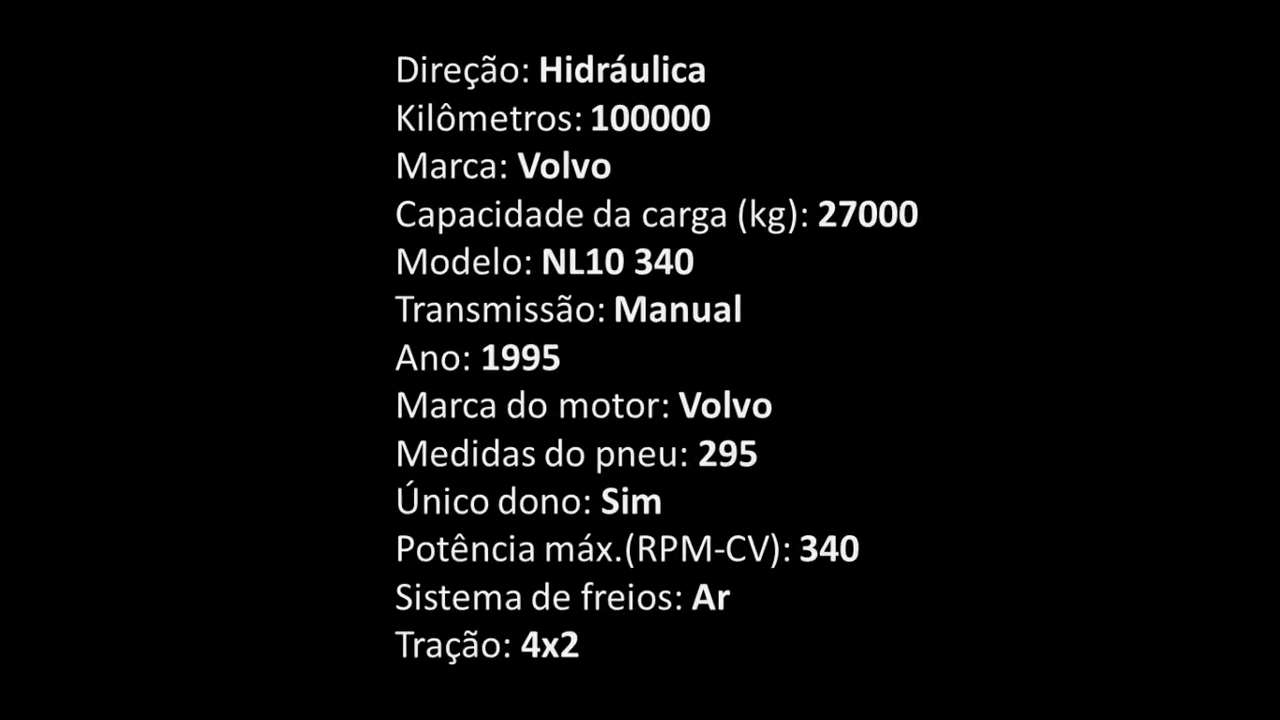 Direção: Hidráulica
Kilômetros: 100000
Marca: Volvo
Capacidade da carga (kg): 27000
Modelo: NL10 340
Transmissão: Manual
Ano: 1995
Marca do motor: Volvo
Medidas do pneu: 295
Único dono: Sim
Potência máx.(RPM-CV): 340
Sistema de freios: Ar
Tração: 4x2